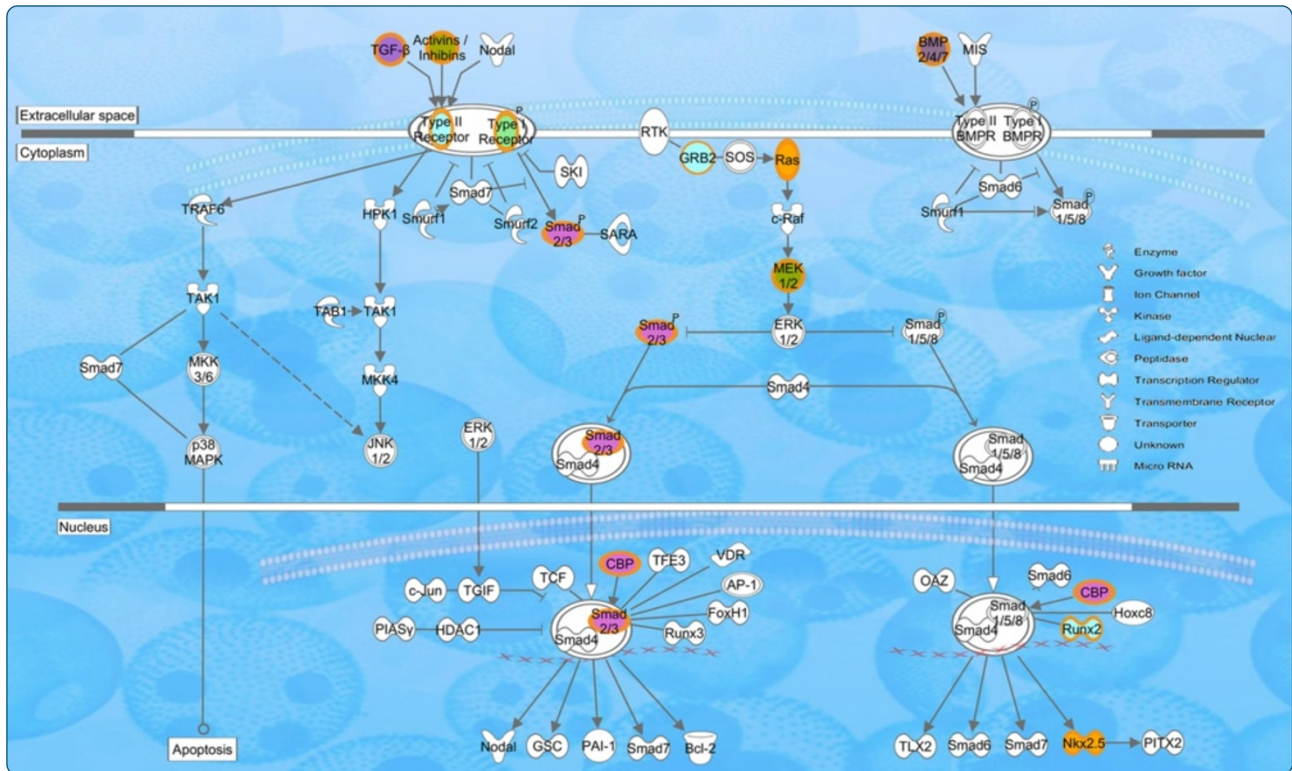 TGF-β
Activins /
Inhibins
Nodal
BMP
2/4/7
MIS
Extracellular space
Cytoplasm
Type II
Receptor
P
Type I
Receptor
RTK
GRB2
SOS
Ras
P
Type II
BMPR
Type I
BMPR
SKI
TRAF6
HPK1
Smurf1
Smad7
Smurf2
P
Smad
2/3
SARA
c-Raf
Smad6
Smurf1
P
Smad
1/5/8
MEK
1/2
TAK1
TAB1
TAK1
P
Smad
2/3
ERK
1/2
P
Smad
1/5/8
Smad7
MKK
3/6
MKK4
Smad4
p38
MAPK
JNK
1/2
ERK
1/2
Smad
2/3
Smad4
Smad
1/5/8
Smad4
Enzyme
Growth factor
Ion Channel
Kinase
Ligand-dependent Nuclear
Peptidase
Transcription Regulator
Transmembrane Receptor
Transporter
Unknown
Micro RNA
Nucleus
c-Jun
TGIF
TCF
CBP
TFE3
VDR
AP-1
FoxH1
Runx3
PIASγ
HDAC1
Smad
2/3
Smad4
OAZ
Smad6
CBP
Hoxc8
Runx2
Smad
1/5/8
Smad4
Apoptosis
Nodal
GSC
PAI-1
Smad7
Bcl-2
TLX2
Smad6
Smad7
Nkx2.5
PITX2